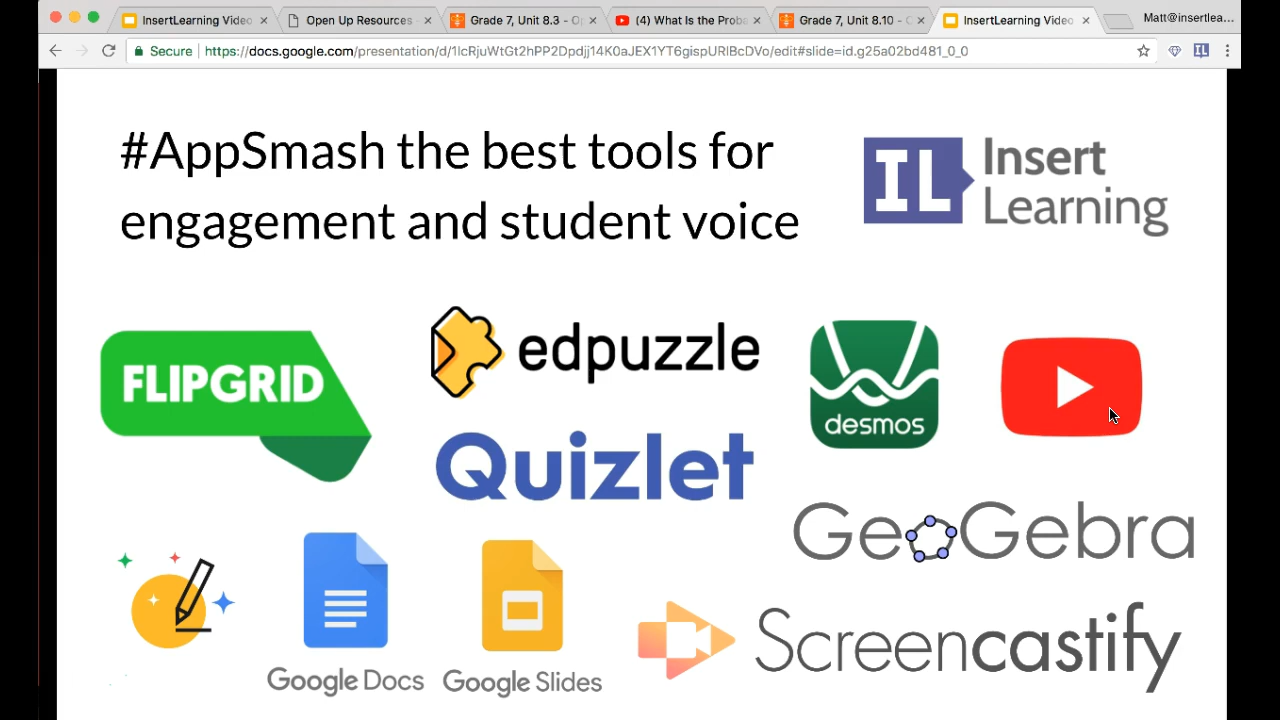 InsertLearning Video
Open Up Resources -
Grade 7, Unit 8.3 - O
(4) What Is the Proba
Grade 7, Unit 8.10 - O
InsertLearning Video
Matt@insertlea...
Secure
https://docs.google.com/presentation/d/1lcRjuWtGt2hPP2Dpdjj14K0aJEX1YT6gispURlBcDVo/edit#slide=id.g25a02bd481_0_0
IL
#AppSmash the best tools for
engagement and student voice
IL
Insert
Learning
FLIPGRID
edpuzzle
desmos
Quizlet
GeoGebra
Google Docs
Google Slides
Screencastify